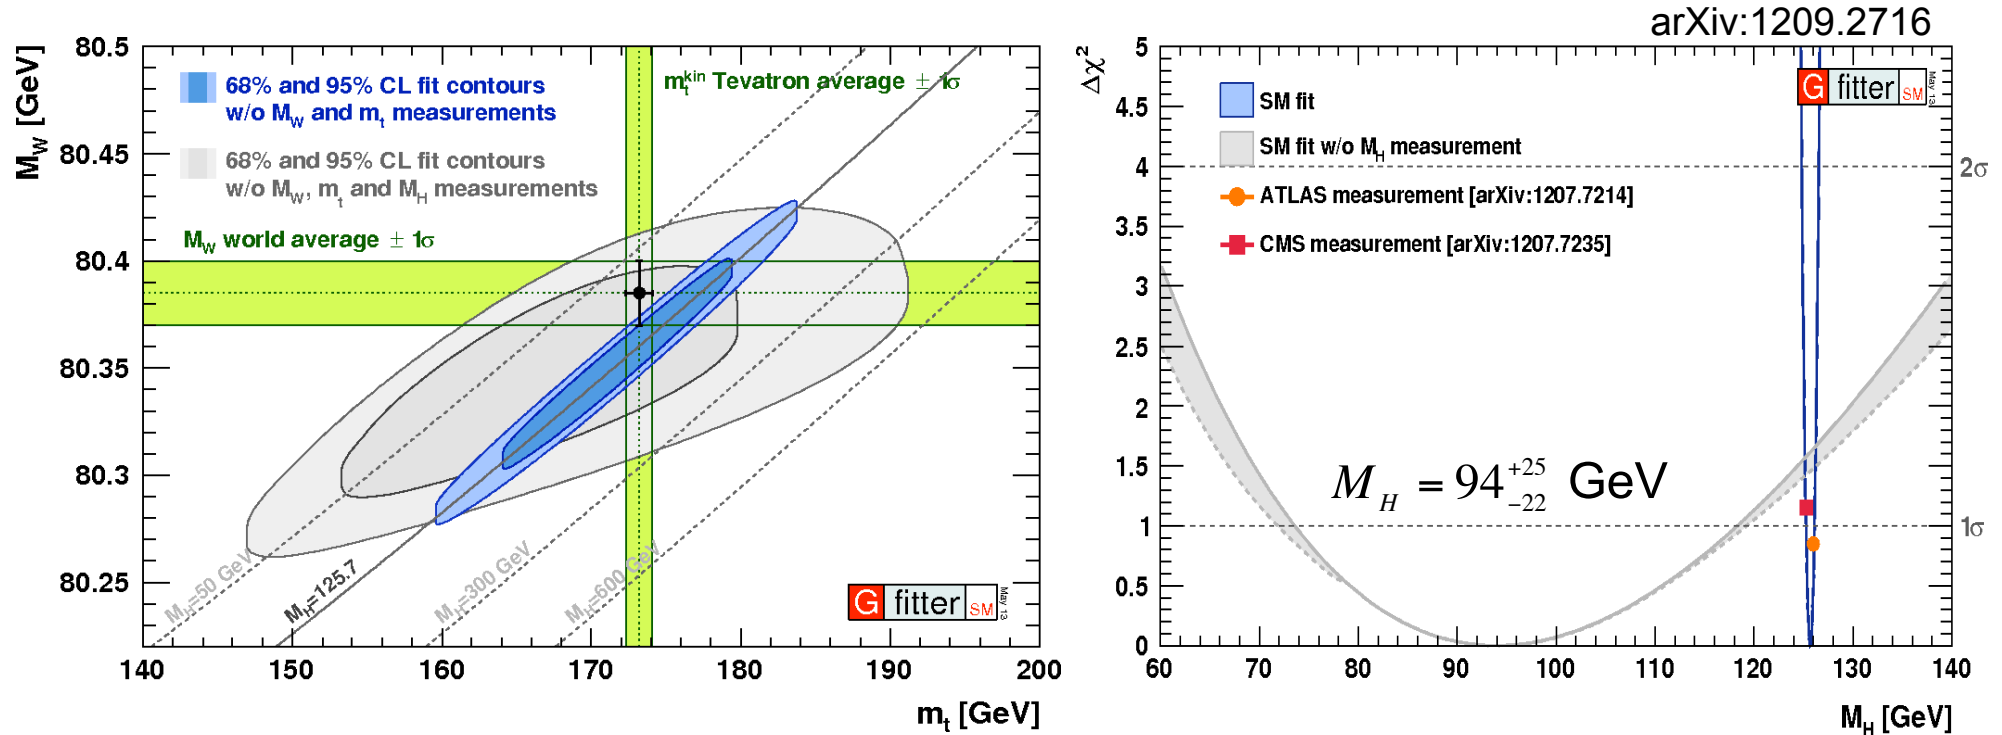 arXiv:1209.2716
M_W [GeV]
80.5
80.45
80.4
80.35
80.3
80.25
68% and 95% CL fit contours
w/o M_W and m_t measurements
68% and 95% CL fit contours
w/o M_W, m_t and M_H measurements
m_t^kin Tevatron average ± 1σ
M_W world average ± 1σ
M_H=50 GeV
M_H=125.7
M_H=300 GeV
M_H=600 GeV
G fitter SM
May 13
140 150 160 170 180 190 200
m_t [GeV]
Δχ²
5
4.5
4
3.5
3
2.5
2
1.5
1
0.5
0
SM fit
SM fit w/o M_H measurement
ATLAS measurement [arXiv:1207.7214]
CMS measurement [arXiv:1207.7235]
G fitter SM
May 13
2σ
M_H = 94 +25 −22 GeV
1σ
60 70 80 90 100 110 120 130 140
M_H [GeV]